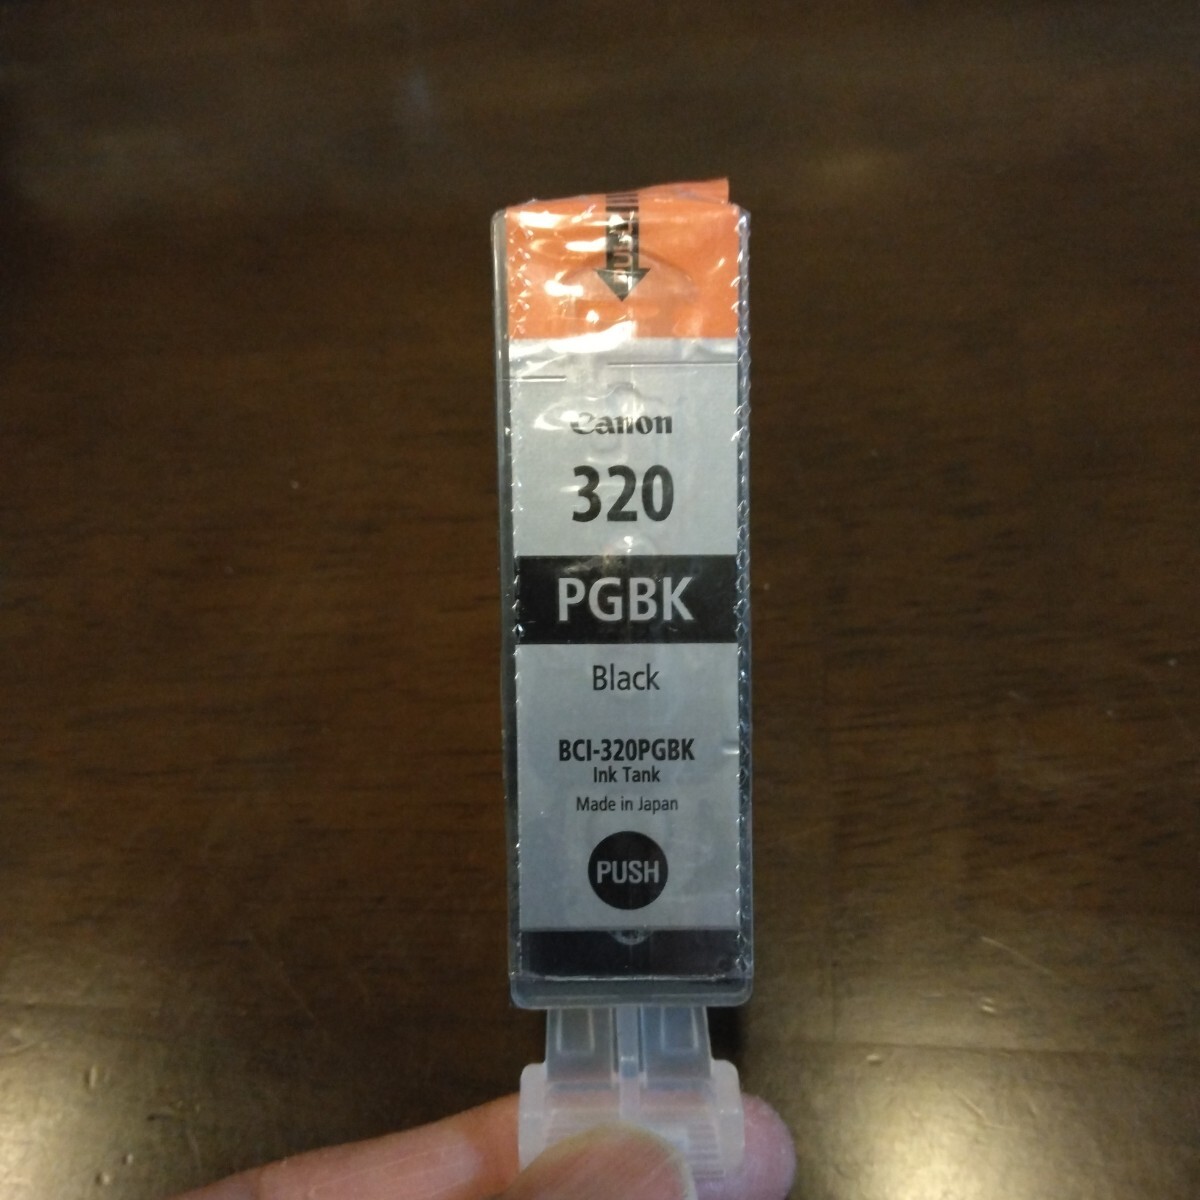 Canon
320
PGBK
Black
BCI-320PGBK
Ink Tank
Made in Japan
PUSH